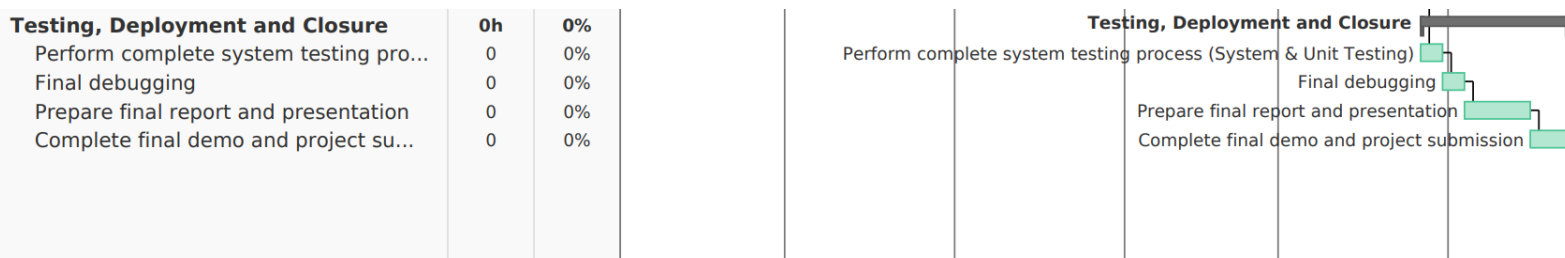 Testing, Deployment and Closure 0h 0% Testing, Deployment and Closure
Perform complete system testing pro... 0 0% Perform complete system testing process (System & Unit Testing)
Final debugging 0 0% Final debugging
Prepare final report and presentation 0 0% Prepare final report and presentation
Complete final demo and project su... 0 0% Complete final demo and project submission